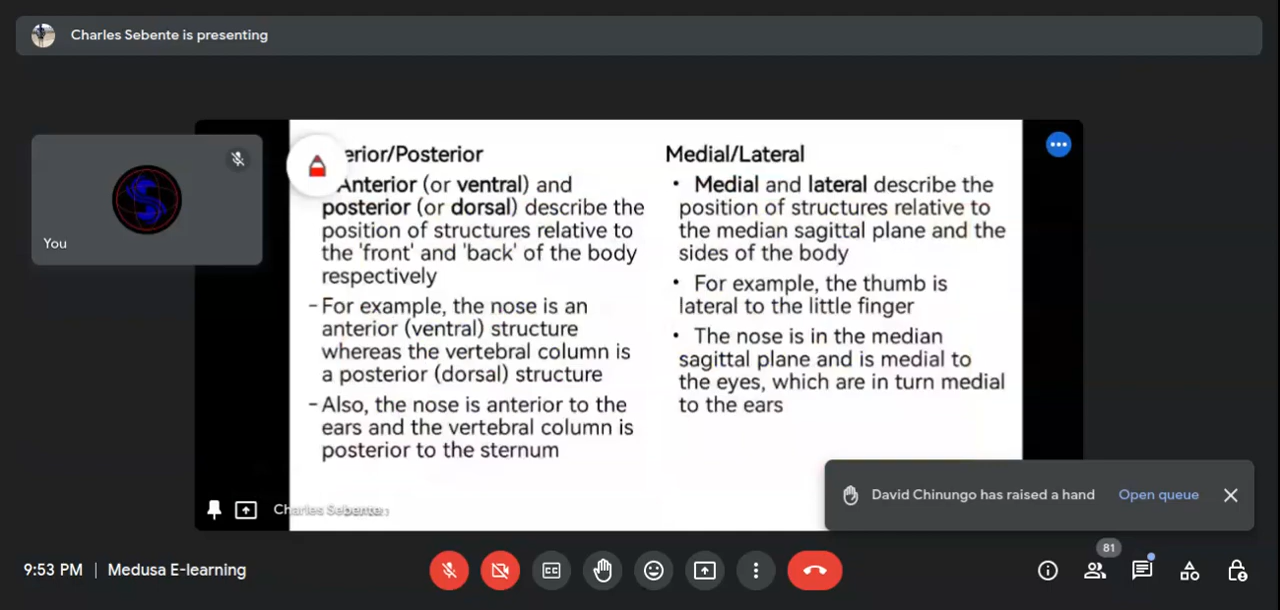 Charles Sebente is presenting
You
erior/Posterior
Anterior (or ventral) and
posterior (or dorsal) describe the
position of structures relative to
the 'front' and 'back' of the body
respectively
– For example, the nose is an
anterior (ventral) structure
whereas the vertebral column is
a posterior (dorsal) structure
– Also, the nose is anterior to the
ears and the vertebral column is
posterior to the sternum
Medial/Lateral
• Medial and lateral describe the
position of structures relative to
the median sagittal plane and the
sides of the body
• For example, the thumb is
lateral to the little finger
• The nose is in the median
sagittal plane and is medial to
the eyes, which are in turn medial
to the ears
Charles Sebente
David Chinungo has raised a hand
Open queue
9:53 PM | Medusa E-learning
CC
81